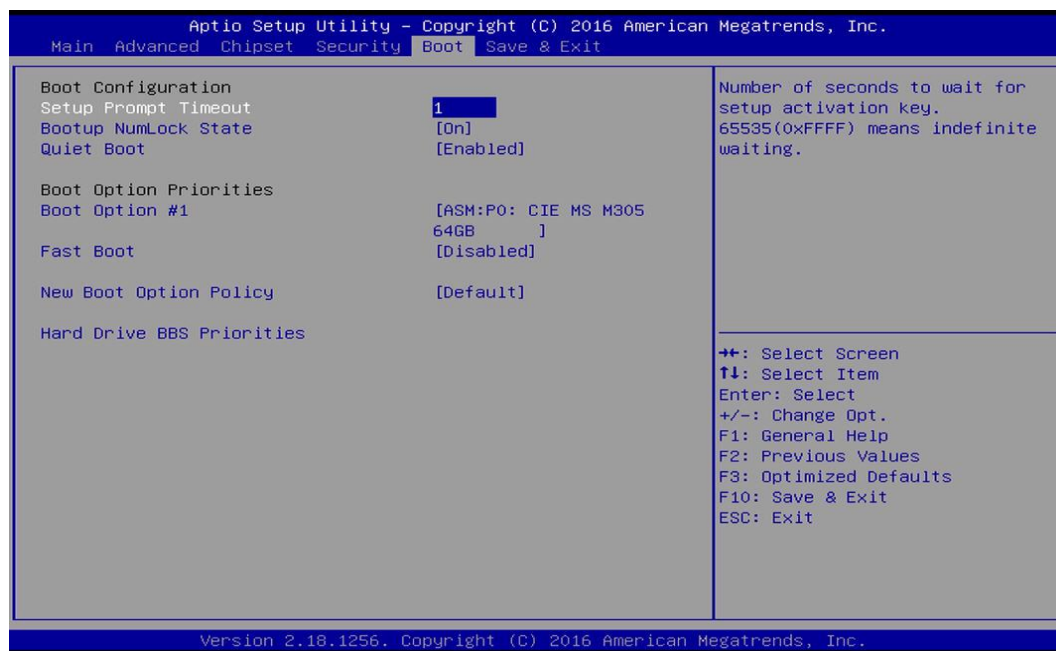 Aptio Setup Utility – Copyright (C) 2016 American Megatrends, Inc.
Main Advanced Chipset Security Boot Save & Exit
Boot Configuration
Setup Prompt Timeout 1
Bootup NumLock State [On]
Quiet Boot [Enabled]
Boot Option Priorities
Boot Option #1 [ASM:PO: CIE MS M305
64GB ]
Fast Boot [Disabled]
New Boot Option Policy [Default]
Hard Drive BBS Priorities
Number of seconds to wait for
setup activation key.
65535(0xFFFF) means indefinite
waiting.
→←: Select Screen
↑↓: Select Item
Enter: Select
+/-: Change Opt.
F1: General Help
F2: Previous Values
F3: Optimized Defaults
F10: Save & Exit
ESC: Exit
Version 2.18.1256. Copyright (C) 2016 American Megatrends, Inc.